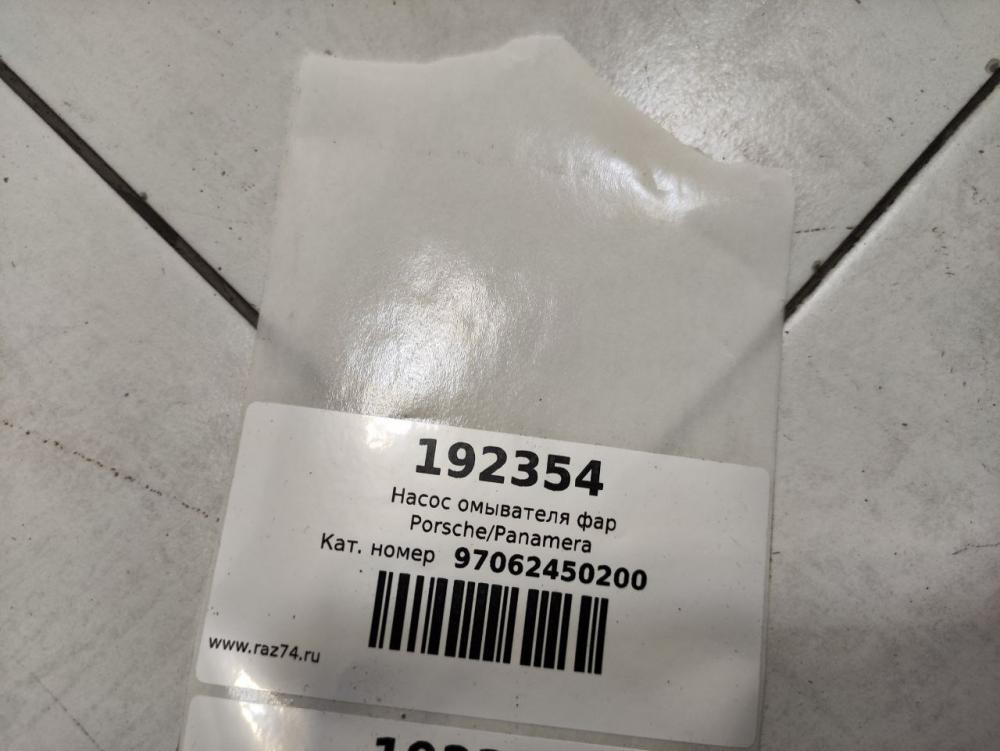 192354
Насос омывателя фар
Porsche/Panamera
Кат. номер 97062450200
www.raz74.ru